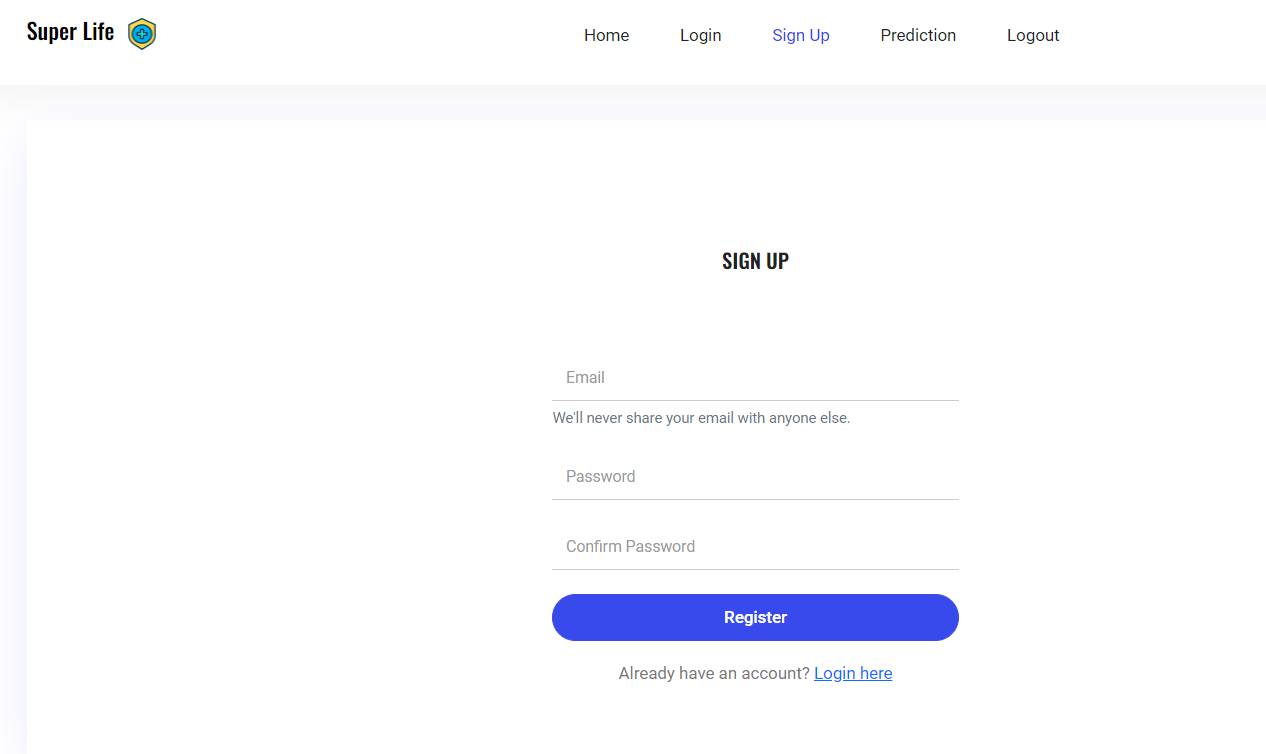 Super Life
Home Login Sign Up Prediction Logout
SIGN UP
Email
We'll never share your email with anyone else.
Password
Confirm Password
Register
Already have an account? Login here